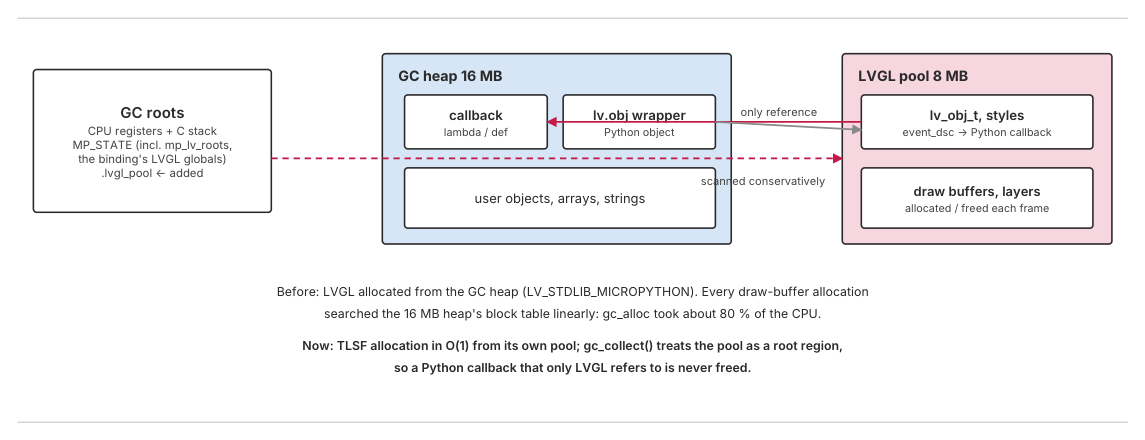 GC roots
CPU registers + C stack
MP_STATE (incl. mp_lv_roots,
the binding's LVGL globals)
.lvgl_pool ← added
GC heap 16 MB
callback
lambda / def
lv.obj wrapper
Python object
user objects, arrays, strings
only reference
scanned conservatively
LVGL pool 8 MB
lv_obj_t, styles
event_dsc → Python callback
draw buffers, layers
allocated / freed each frame
Before: LVGL allocated from the GC heap (LV_STDLIB_MICROPYTHON). Every draw-buffer allocation
searched the 16 MB heap's block table linearly: gc_alloc took about 80 % of the CPU.
Now: TLSF allocation in O(1) from its own pool; gc_collect() treats the pool as a root region,
so a Python callback that only LVGL refers to is never freed.